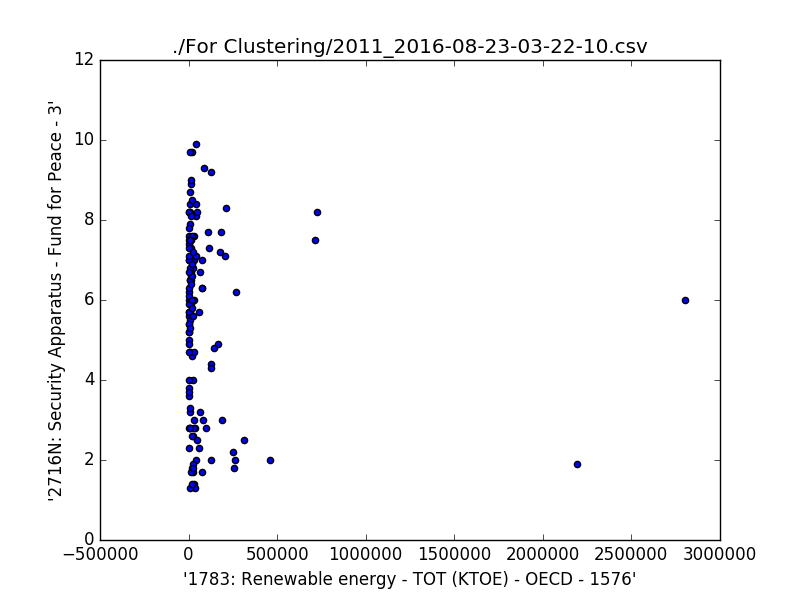 ./For Clustering/2011_2016-08-23-03-22-10.csv
12
10
8
6
4
2
0
'2716N: Security Apparatus - Fund for Peace - 3'
−500000 0 500000 1000000 1500000 2000000 2500000 3000000
'1783: Renewable energy - TOT (KTOE) - OECD - 1576'